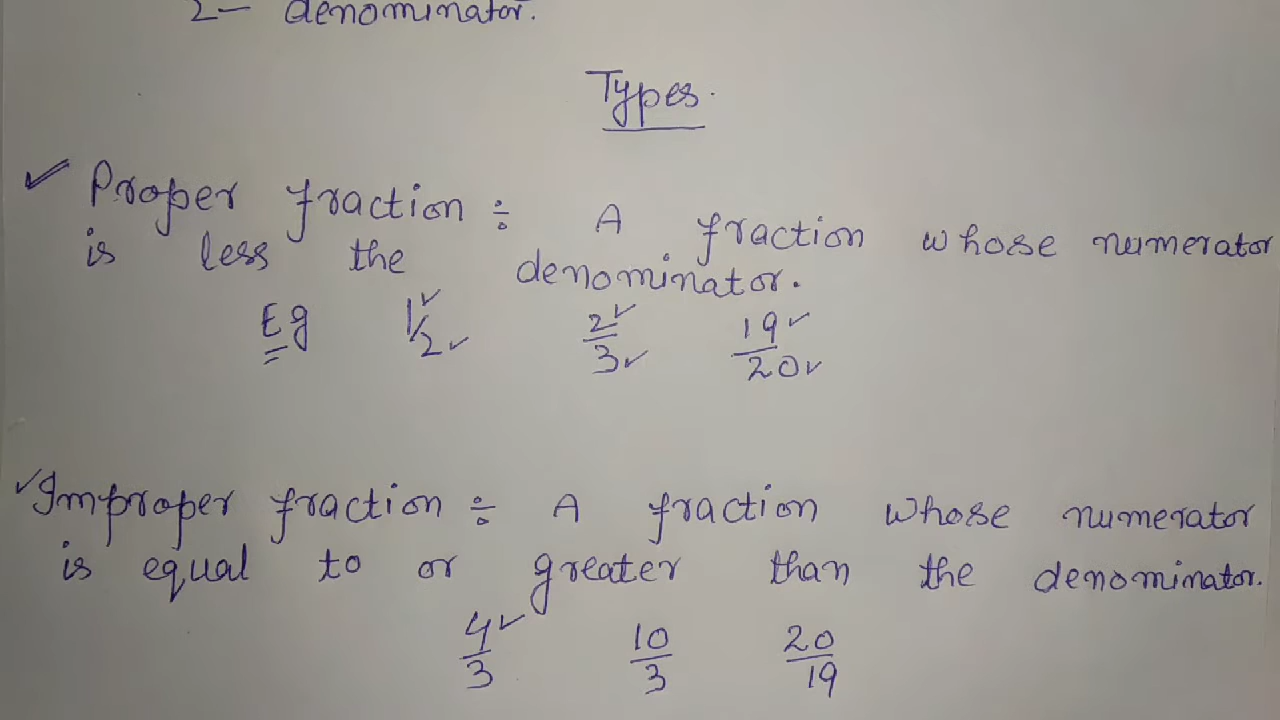 2— denominator.
Types.
✓ Proper fraction ÷ A fraction whose numerator
is less the denominator.
Eg 1/2 2/3 19/20
✓ Improper fraction ÷ A fraction whose numerator
is equal to or greater than the denominator.
4/3 10/3 20/19